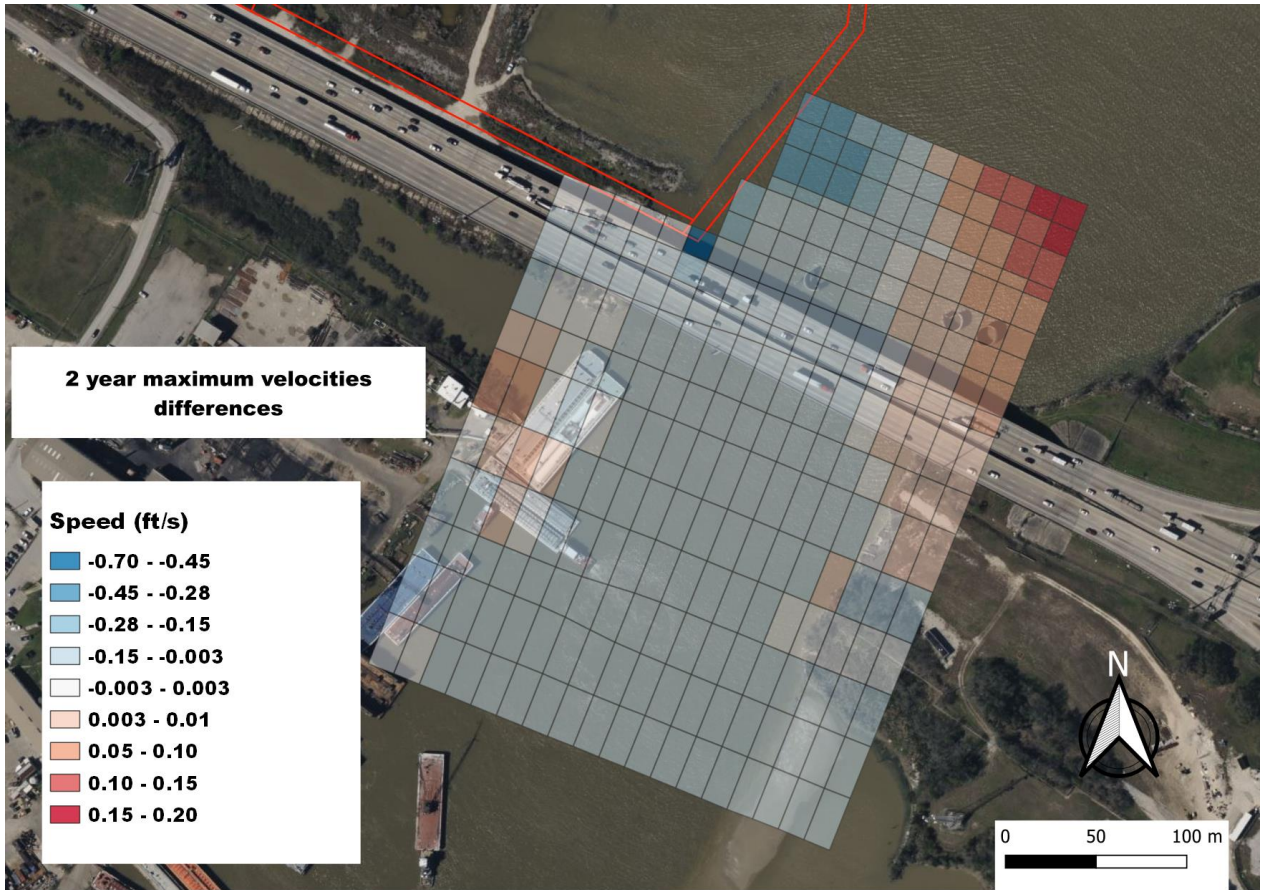 2 year maximum velocities
differences
Speed (ft/s)
-0.70 - -0.45
-0.45 - -0.28
-0.28 - -0.15
-0.15 - -0.003
-0.003 - 0.003
0.003 - 0.01
0.05 - 0.10
0.10 - 0.15
0.15 - 0.20
N
0 50 100 m